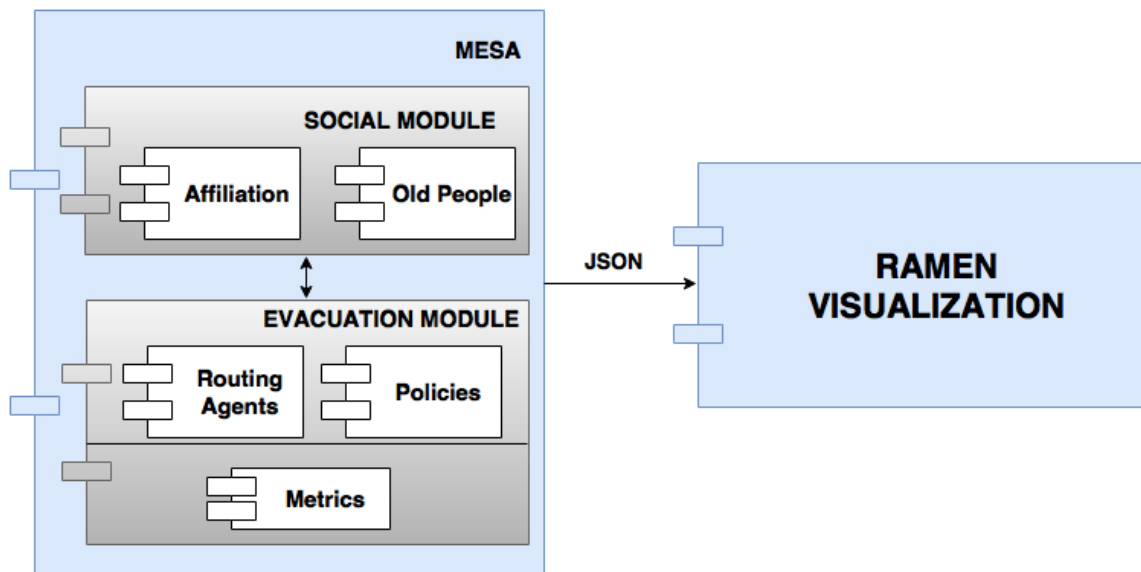 MESA
SOCIAL MODULE
Affiliation
Old People
EVACUATION MODULE
Routing
Agents
Policies
Metrics
JSON
RAMEN
VISUALIZATION